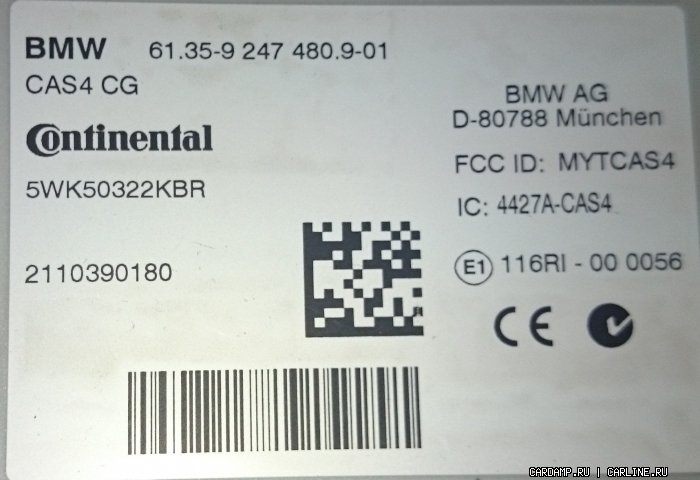 BMW 61.35-9 247 480.9-01
CAS4 CG
Continental
5WK50322KBR
2110390180
BMW AG
D-80788 München
FCC ID: MYTCAS4
IC: 4427A-CAS4
E1 116RI - 00 0056
CE
CARDAMP.RU | CARLINE.RU